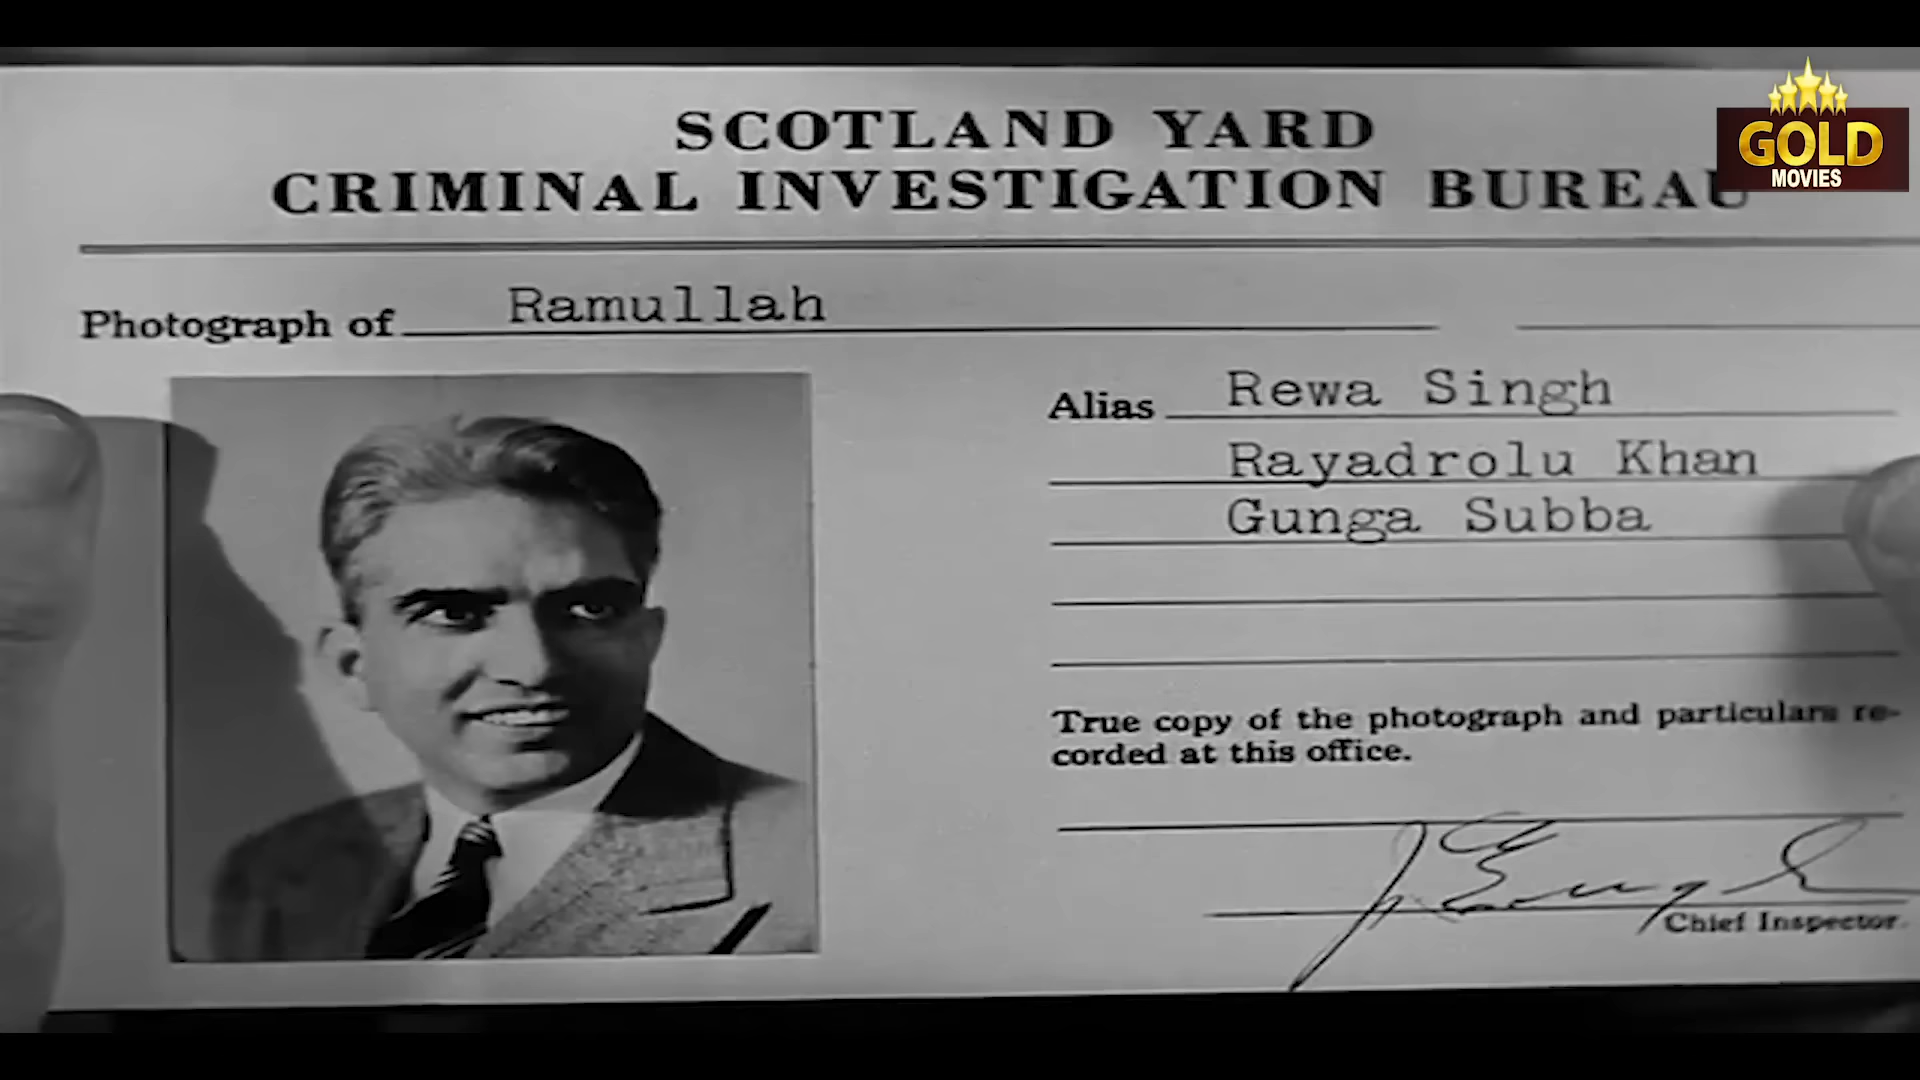 SCOTLAND YARD
CRIMINAL INVESTIGATION BUREAU
GOLD
MOVIES
Photograph of Ramullah
Alias Rewa Singh
Rayadrolu Khan
Gunga Subba
True copy of the photograph and particulars re-
corded at this office.
Chief Inspector.